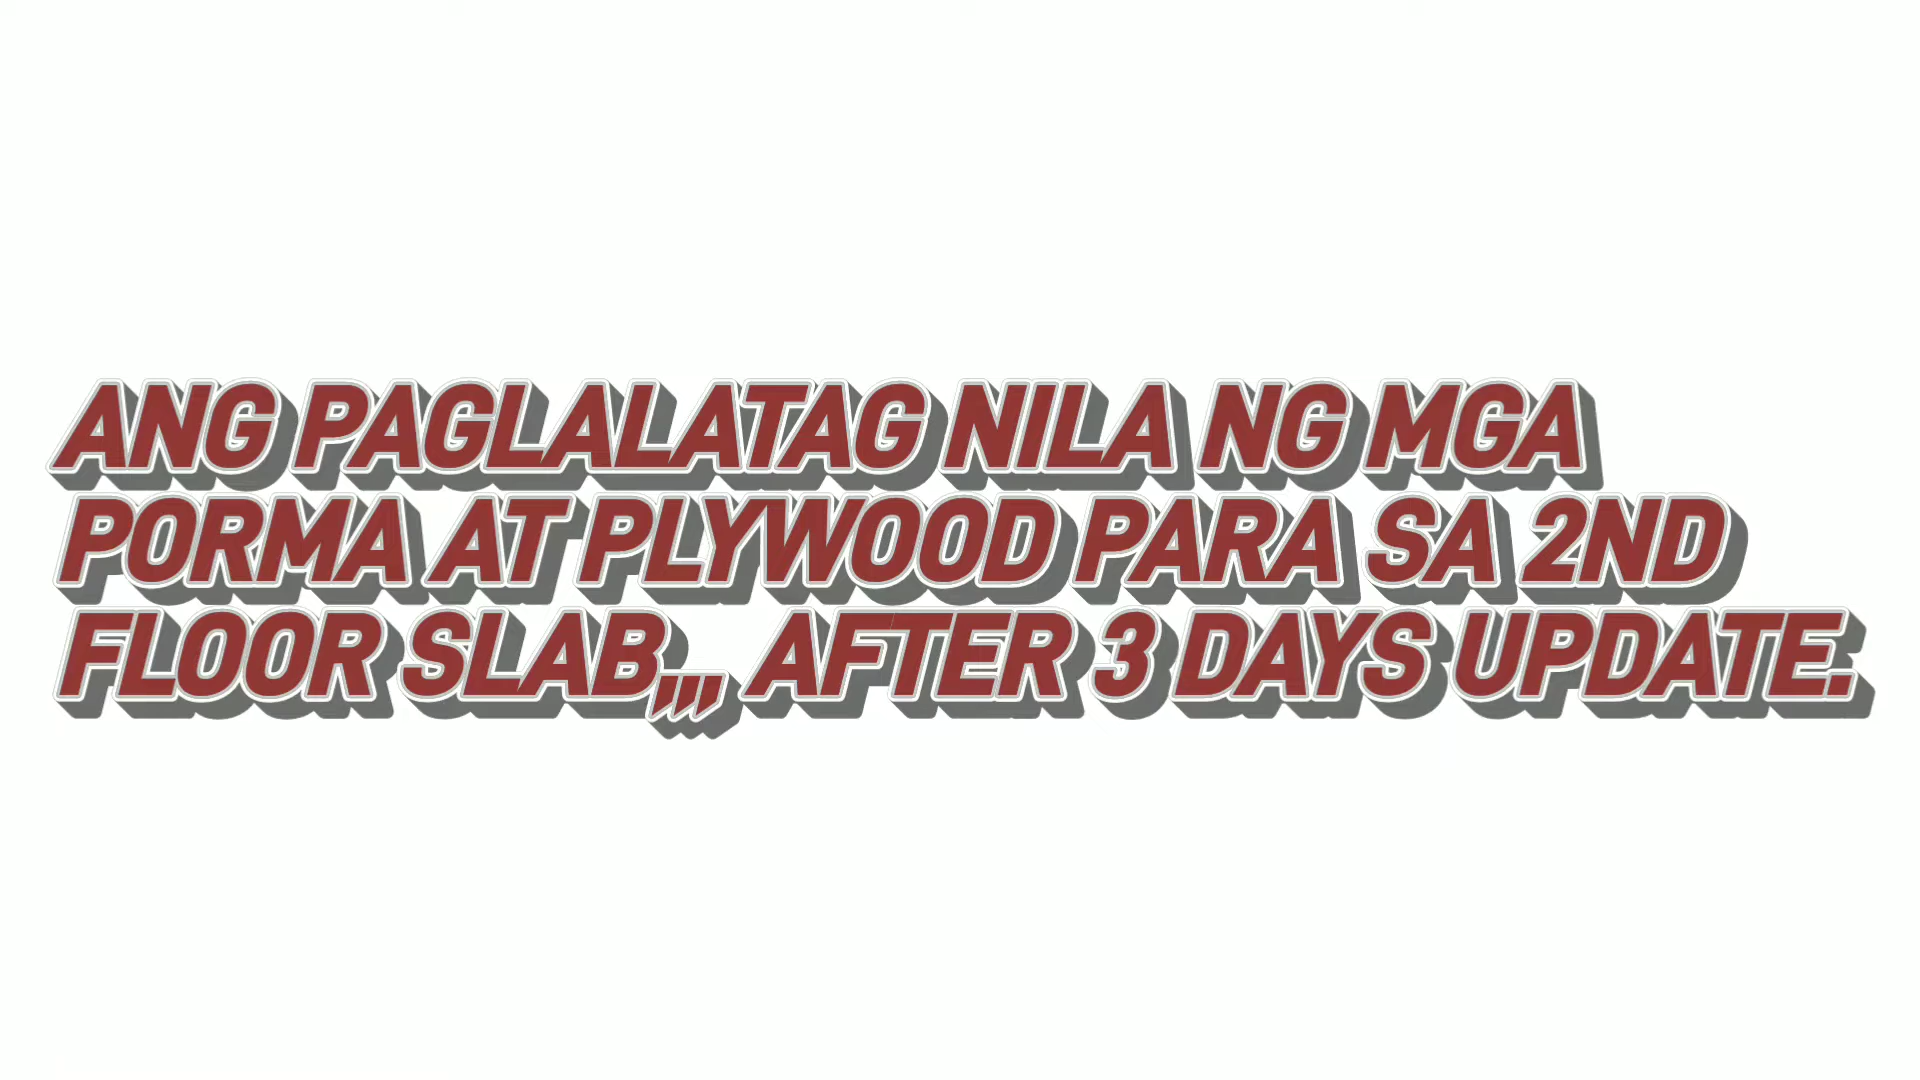 ANG PAGLALATAG NILA NG MGA
PORMA AT PLYWOOD PARA SA 2ND
FLOOR SLAB,,, AFTER 3 DAYS UPDATE.